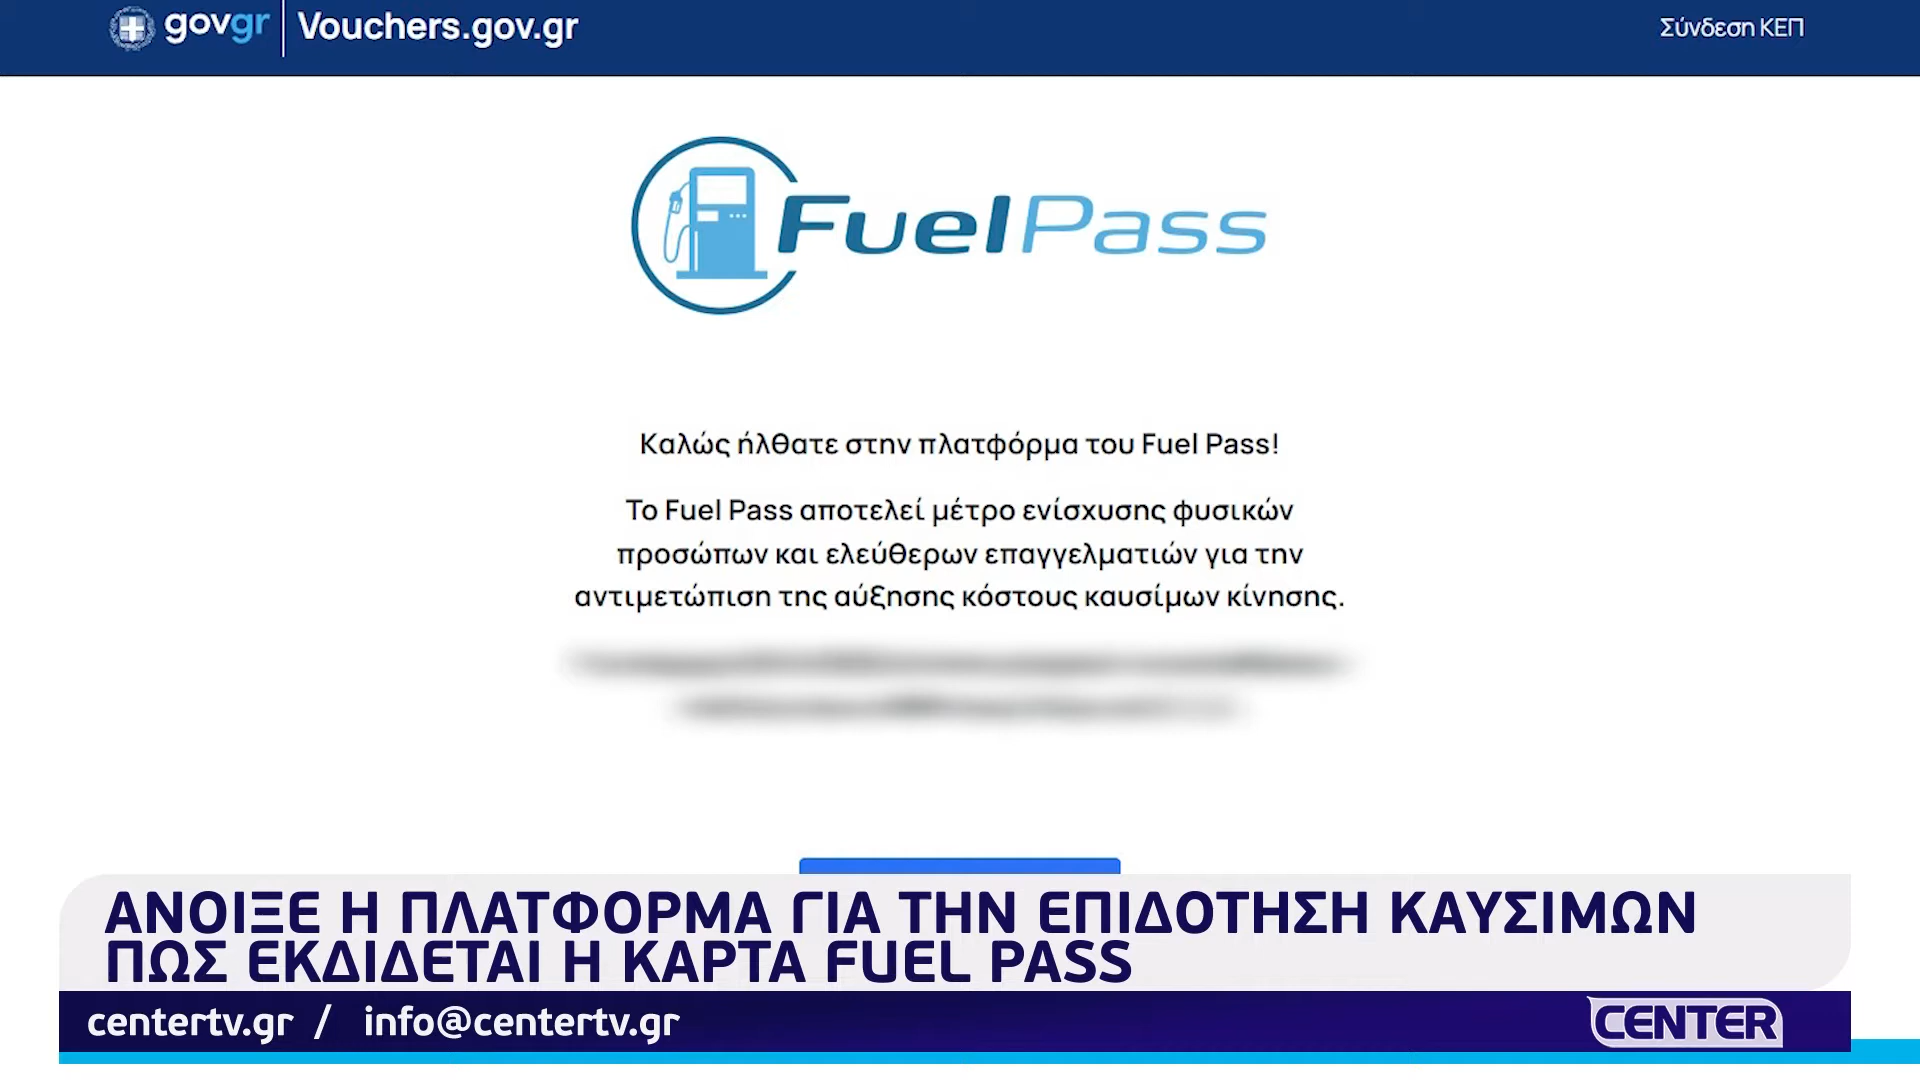 govgr Vouchers.gov.gr
Σύνδεση ΚΕΠ
FuelPass
Καλώς ήλθατε στην πλατφόρμα του Fuel Pass!
Το Fuel Pass αποτελεί μέτρο ενίσχυσης φυσικών
προσώπων και ελεύθερων επαγγελματιών για την
αντιμετώπιση της αύξησης κόστους καυσίμων κίνησης.
ΑΝΟΙΞΕ Η ΠΛΑΤΦΟΡΜΑ ΓΙΑ ΤΗΝ ΕΠΙΔΟΤΗΣΗ ΚΑΥΣΙΜΩΝ
ΠΩΣ ΕΚΔΙΔΕΤΑΙ Η ΚΑΡΤΑ FUEL PASS
centertv.gr / info@centertv.gr
CENTER